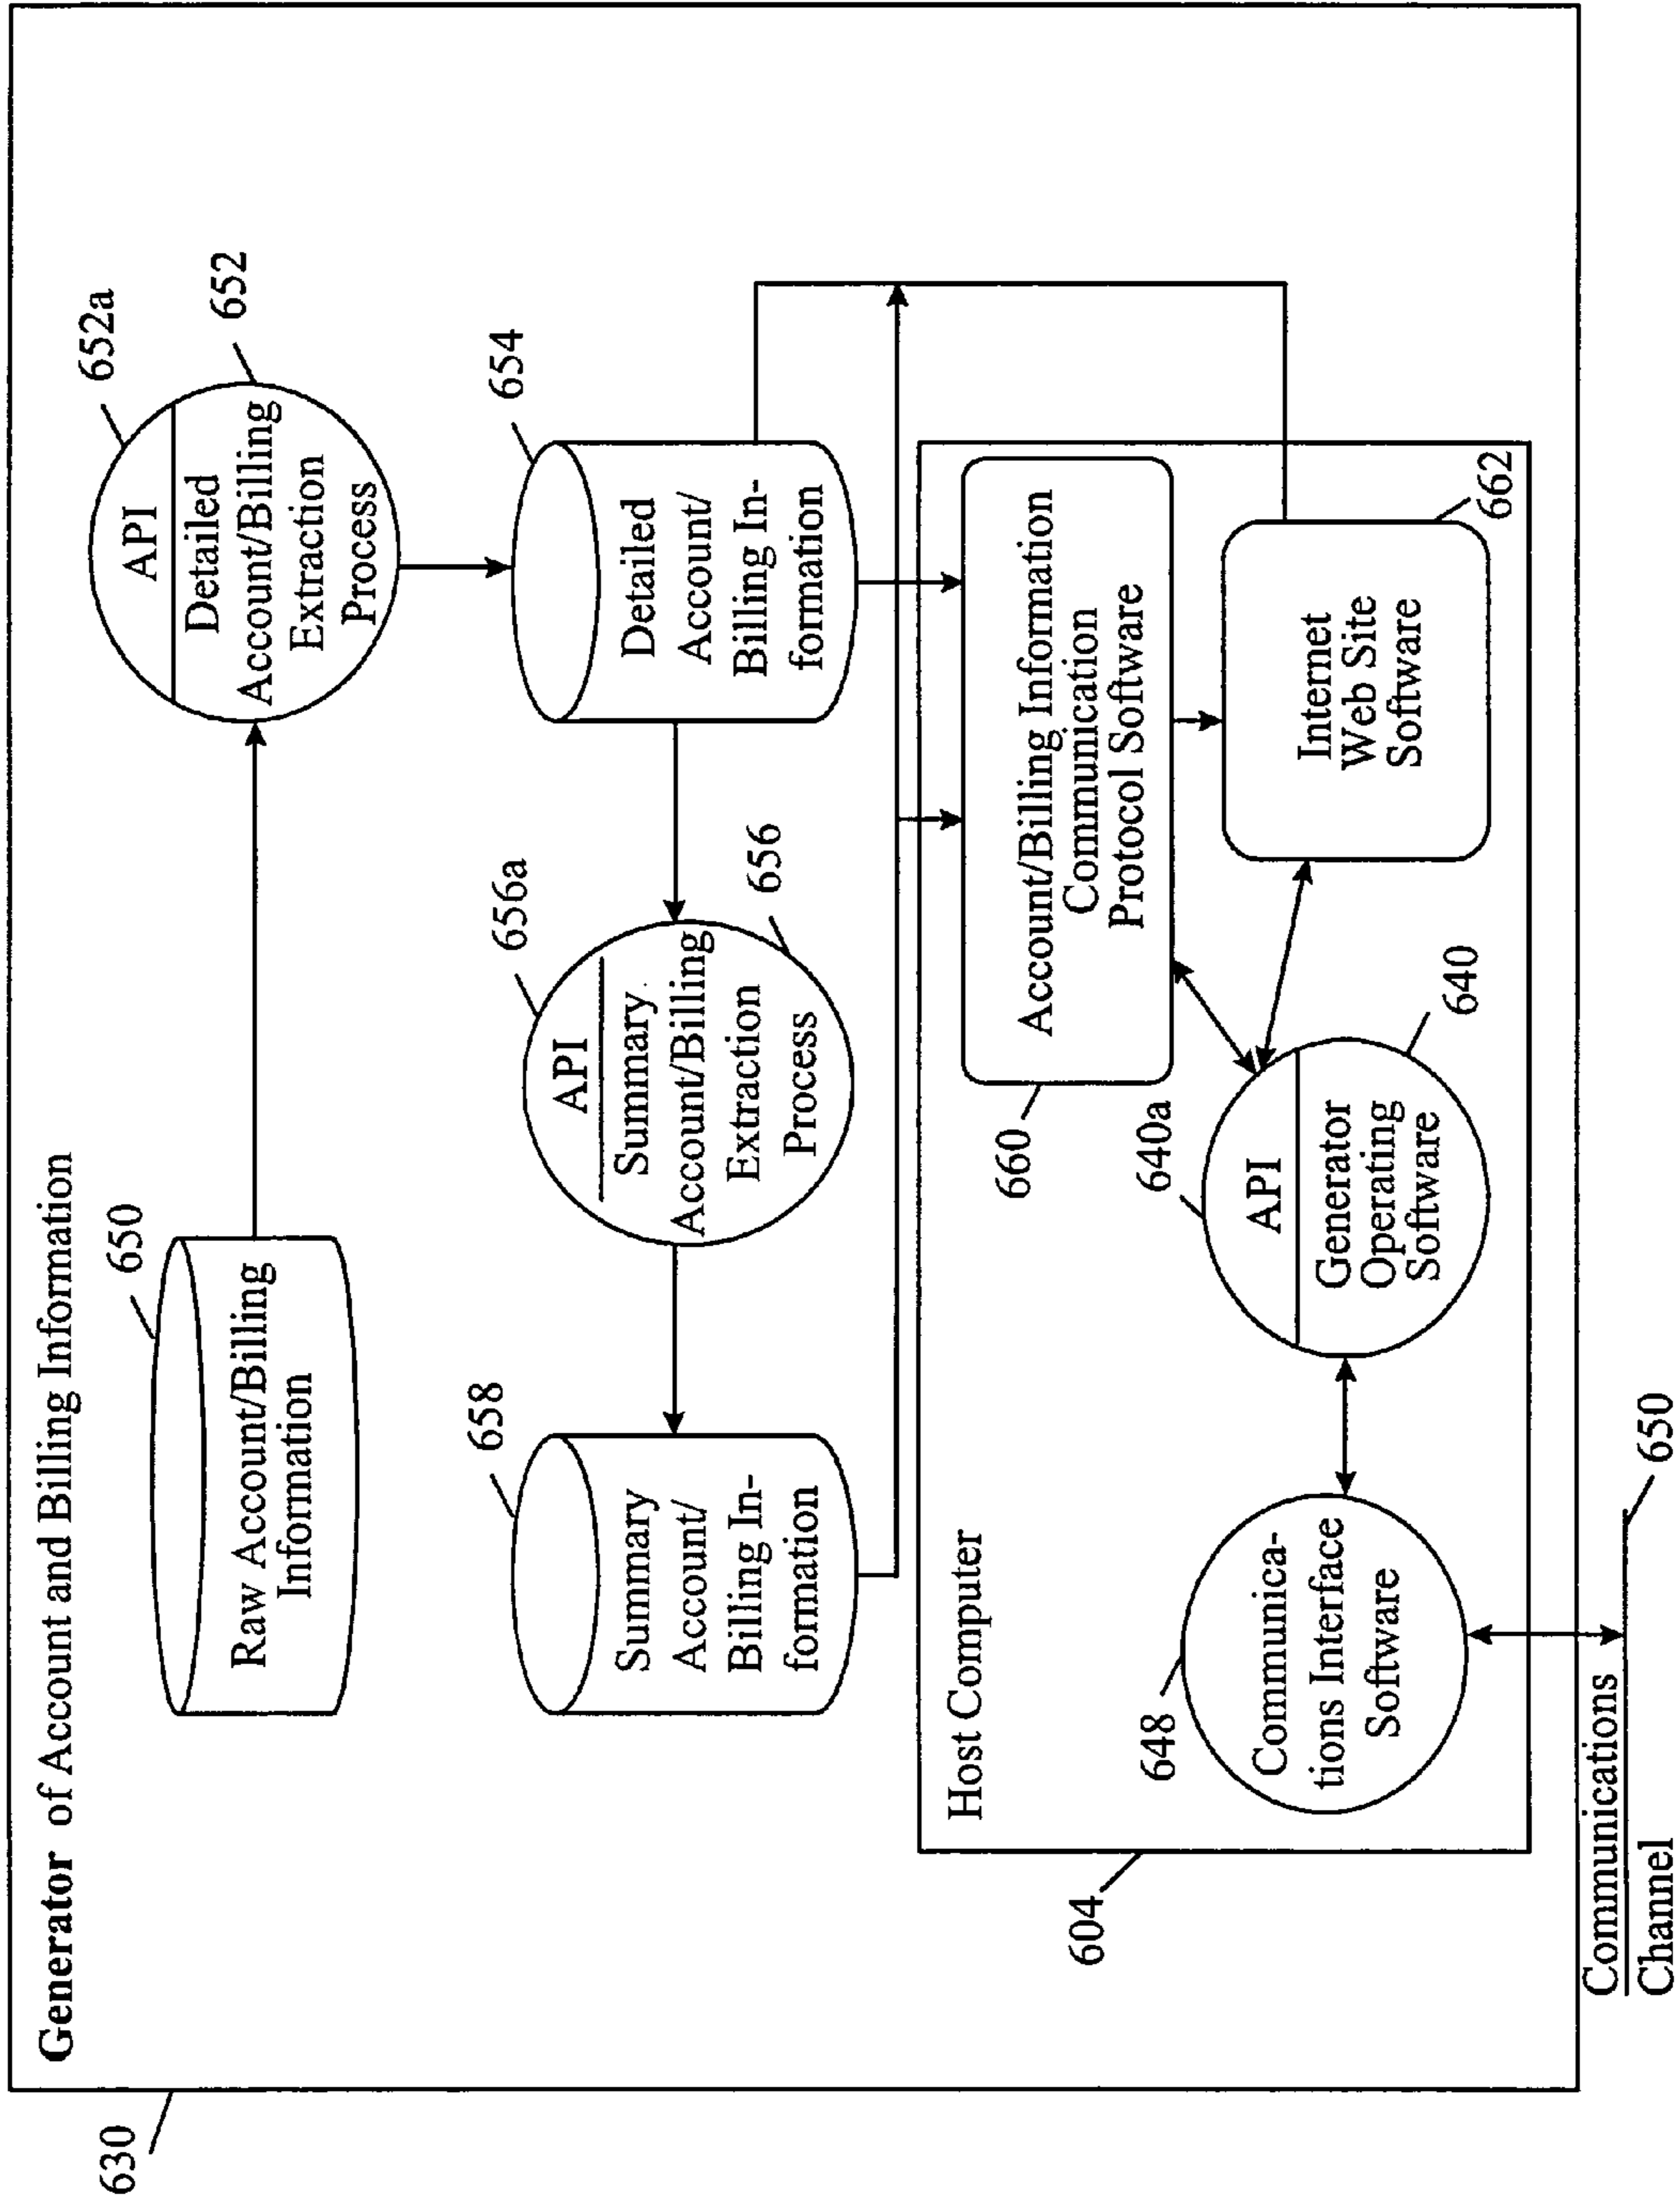 630
Generator of Account and Billing Information
650
Raw Account/Billing
Information
652a
652
API
Detailed
Account/Billing
Extraction
Process
658
Summary
Account/
Billing In-
formation
656a
656
API
Summary
Account/Billing
Extraction
Process
654
Detailed
Account/
Billing In-
formation
604
Host Computer
660
Account/Billing Information
Communication
Protocol Software
648
Communica-
tions Interface
Software
640a
640
API
Generator
Operating
Software
662
Internet
Web Site
Software
Communications
Channel
650